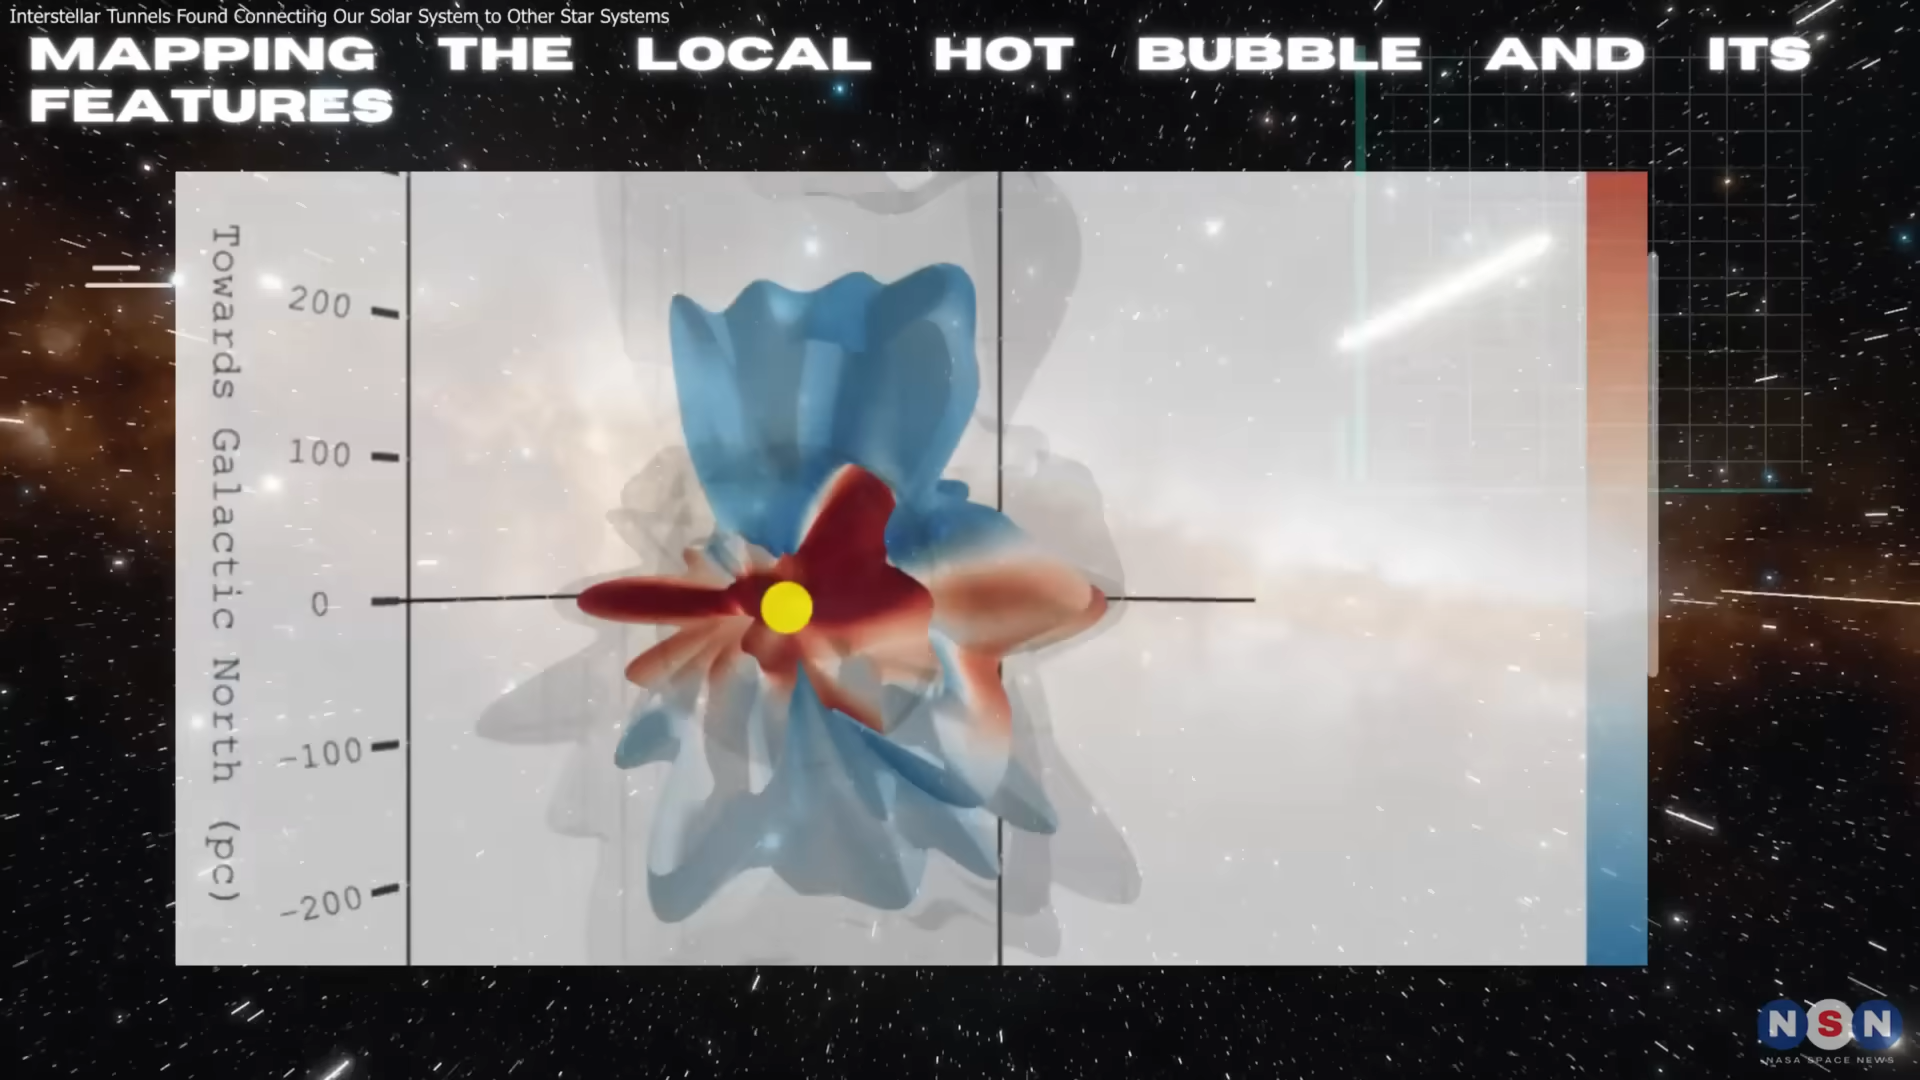 Interstellar Tunnels Found Connecting Our Solar System to Other Star Systems
MAPPING THE LOCAL HOT BUBBLE AND ITS
FEATURES
Towards Galactic North (pc)
200
100
0
-100
-200
NSN
NASA SPACE NEWS